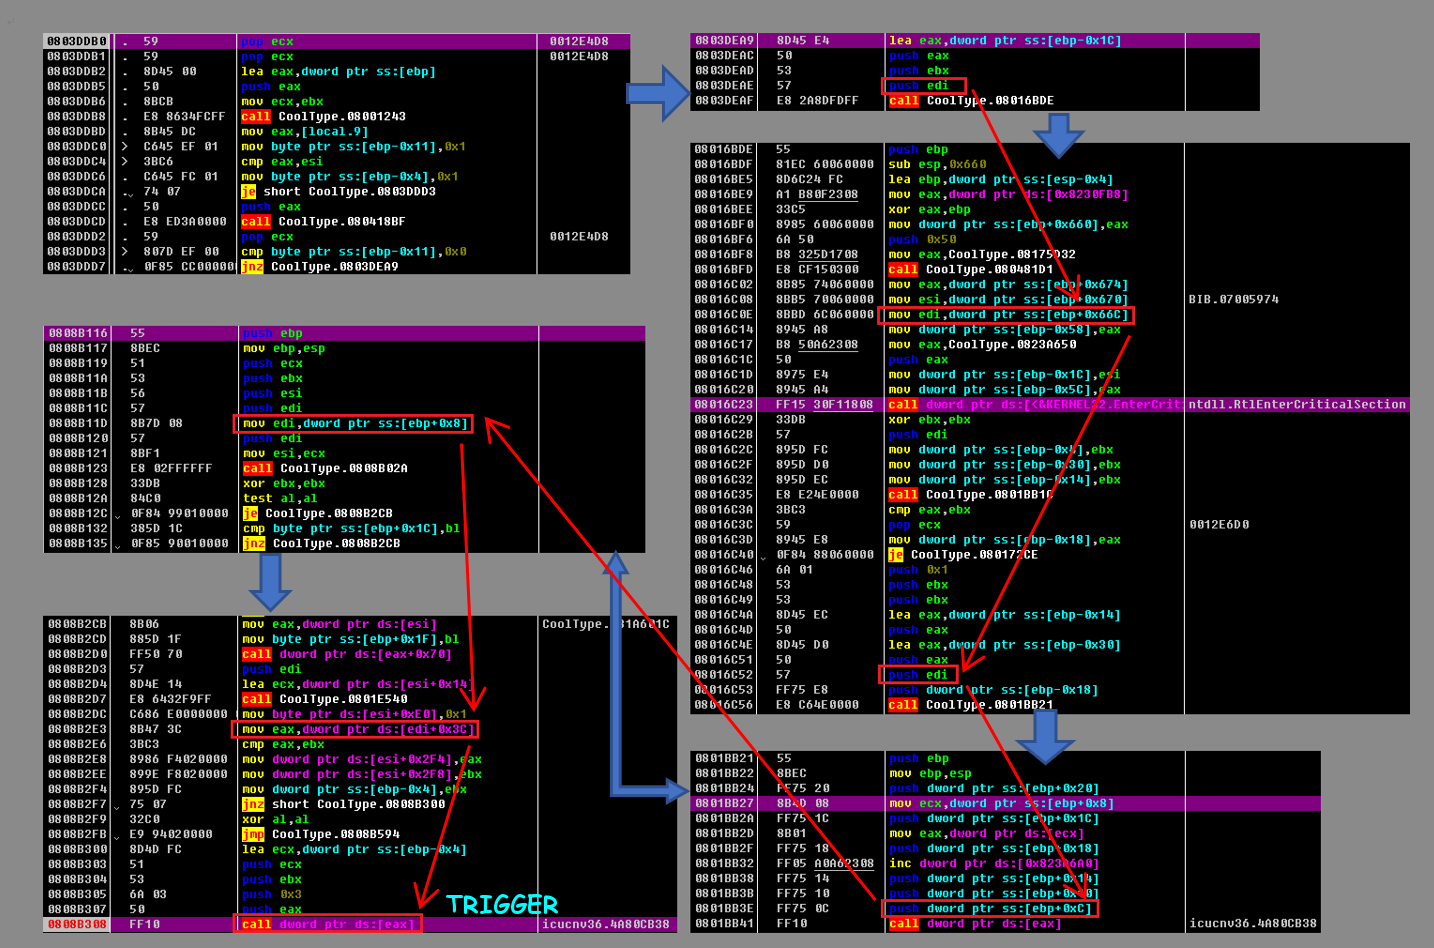 0803DDB0 . 59 pop ecx 0012E4D8
0803DDB1 . 59 pop ecx 0012E4D8
0803DDB2 . 8D45 00 lea eax,dword ptr ss:[ebp]
0803DDB5 . 50 push eax
0803DDB6 . 8BCB mov ecx,ebx
0803DDB8 . E8 8634FCFF call CoolType.08001243
0803DDBD . 8B45 DC mov eax,[local.9]
0803DDC0 > C645 EF 01 mov byte ptr ss:[ebp-0x11],0x1
0803DDC4 > 3BC6 cmp eax,esi
0803DDC6 . C645 FC 01 mov byte ptr ss:[ebp-0x4],0x1
0803DDCA . 74 07 je short CoolType.0803DDD3
0803DDCC . 50 push eax
0803DDCD . E8 ED3A0000 call CoolType.080418BF
0803DDD2 . 59 pop ecx 0012E4D8
0803DDD3 > 807D EF 00 cmp byte ptr ss:[ebp-0x11],0x0
0803DDD7 . 0F85 CC00000 jnz CoolType.0803DEA9
0803DEA9 8D45 E4 lea eax,dword ptr ss:[ebp-0x1C]
0803DEAC 50 push eax
0803DEAD 53 push ebx
0803DEAE 57 push edi
0803DEAF E8 2A8DFDFF call CoolType.08016BDE
08016BDE 55 push ebp
08016BDF 81EC 60060000 sub esp,0x660
08016BE5 8D6C24 FC lea ebp,dword ptr ss:[esp-0x4]
08016BE9 A1 B80F2308 mov eax,dword ptr ds:[0x8230FB8]
08016BEE 33C5 xor eax,ebp
08016BF0 8985 60060000 mov dword ptr ss:[ebp+0x660],eax
08016BF6 6A 50 push 0x50
08016BF8 B8 325D1708 mov eax,CoolType.08175D32
08016BFD E8 CF150300 call CoolType.080481D1
08016C02 8B85 74060000 mov eax,dword ptr ss:[ebp+0x674]
08016C08 8BB5 70060000 mov esi,dword ptr ss:[ebp+0x670] BIB.07005974
08016C0E 8BBD 6C060000 mov edi,dword ptr ss:[ebp+0x66C]
08016C14 8945 A8 mov dword ptr ss:[ebp-0x58],eax
08016C17 B8 50A62308 mov eax,CoolType.0823A650
08016C1C 50 push eax
08016C1D 8975 E4 mov dword ptr ss:[ebp-0x1C],esi
08016C20 8945 A4 mov dword ptr ss:[ebp-0x5C],eax
08016C23 FF15 30F11808 call dword ptr ds:[<&KERNEL32.EnterCriti ntdll.RtlEnterCriticalSection
08016C29 33DB xor ebx,ebx
08016C2B 57 push edi
08016C2C 895D FC mov dword ptr ss:[ebp-0x4],ebx
08016C2F 895D D0 mov dword ptr ss:[ebp-0x30],ebx
08016C32 895D EC mov dword ptr ss:[ebp-0x14],ebx
08016C35 E8 E24E0000 call CoolType.0801BB1C
08016C3A 3BC3 cmp eax,ebx
08016C3C 59 pop ecx 0012E6D0
08016C3D 8945 E8 mov dword ptr ss:[ebp-0x18],eax
08016C40 0F84 88060000 je CoolType.080172CE
08016C46 6A 01 push 0x1
08016C48 53 push ebx
08016C49 53 push ebx
08016C4A 8D45 EC lea eax,dword ptr ss:[ebp-0x14]
08016C4D 50 push eax
08016C4E 8D45 D0 lea eax,dword ptr ss:[ebp-0x30]
08016C51 50 push eax
08016C52 57 push edi
08016C53 FF75 E8 push dword ptr ss:[ebp-0x18]
08016C56 E8 C64E0000 call CoolType.0801BB21
0808B116 55 push ebp
0808B117 8BEC mov ebp,esp
0808B119 51 push ecx
0808B11A 53 push ebx
0808B11B 56 push esi
0808B11C 57 push edi
0808B11D 8B7D 08 mov edi,dword ptr ss:[ebp+0x8]
0808B120 57 push edi
0808B121 8BF1 mov esi,ecx
0808B123 E8 02FFFFFF call CoolType.0808B02A
0808B128 33DB xor ebx,ebx
0808B12A 84C0 test al,al
0808B12C 0F84 99010000 je CoolType.0808B2CB
0808B132 385D 1C cmp byte ptr ss:[ebp+0x1C],bl
0808B135 0F85 90010000 jnz CoolType.0808B2CB
0808B2CB 8B06 mov eax,dword ptr ds:[esi]
0808B2CD 885D 1F mov byte ptr ss:[ebp+0x1F],bl
0808B2D0 FF50 70 call dword ptr ds:[eax+0x70]
0808B2D3 57 push edi
0808B2D4 8D4E 14 lea ecx,dword ptr ds:[esi+0x14]
0808B2D7 E8 6432F9FF call CoolType.0801E540
0808B2DC C686 E0000000 mov byte ptr ds:[esi+0xE0],0x1
0808B2E3 8B47 3C mov eax,dword ptr ds:[edi+0x3C]
0808B2E6 3BC3 cmp eax,ebx
0808B2E8 8986 F4020000 mov dword ptr ds:[esi+0x2F4],eax
0808B2EE 899E F8020000 mov dword ptr ds:[esi+0x2F8],ebx
0808B2F4 895D FC mov dword ptr ss:[ebp-0x4],ebx
0808B2F7 75 07 jnz short CoolType.0808B300
0808B2F9 32C0 xor al,al
0808B2FB E9 94020000 jmp CoolType.0808B594
0808B300 8D4D FC lea ecx,dword ptr ss:[ebp-0x4]
0808B303 51 push ecx
0808B304 53 push ebx
0808B305 6A 03 push 0x3
0808B307 50 push eax
0808B308 FF10 call dword ptr ds:[eax] icucnv36.4A80CB38
TRIGGER
0801BB21 55 push ebp
0801BB22 8BEC mov ebp,esp
0801BB24 FF75 20 push dword ptr ss:[ebp+0x20]
0801BB27 8B4D 08 mov ecx,dword ptr ss:[ebp+0x8]
0801BB2A FF75 1C push dword ptr ss:[ebp+0x1C]
0801BB2D 8B01 mov eax,dword ptr ds:[ecx]
0801BB2F FF75 18 push dword ptr ss:[ebp+0x18]
0801BB32 FF05 A0A62308 inc dword ptr ds:[0x823A6A0]
0801BB38 FF75 14 push dword ptr ss:[ebp+0x14]
0801BB3B FF75 10 push dword ptr ss:[ebp+0x10]
0801BB3E FF75 0C push dword ptr ss:[ebp+0xC]
0801BB41 FF10 call dword ptr ds:[eax] icucnv36.4A80CB38